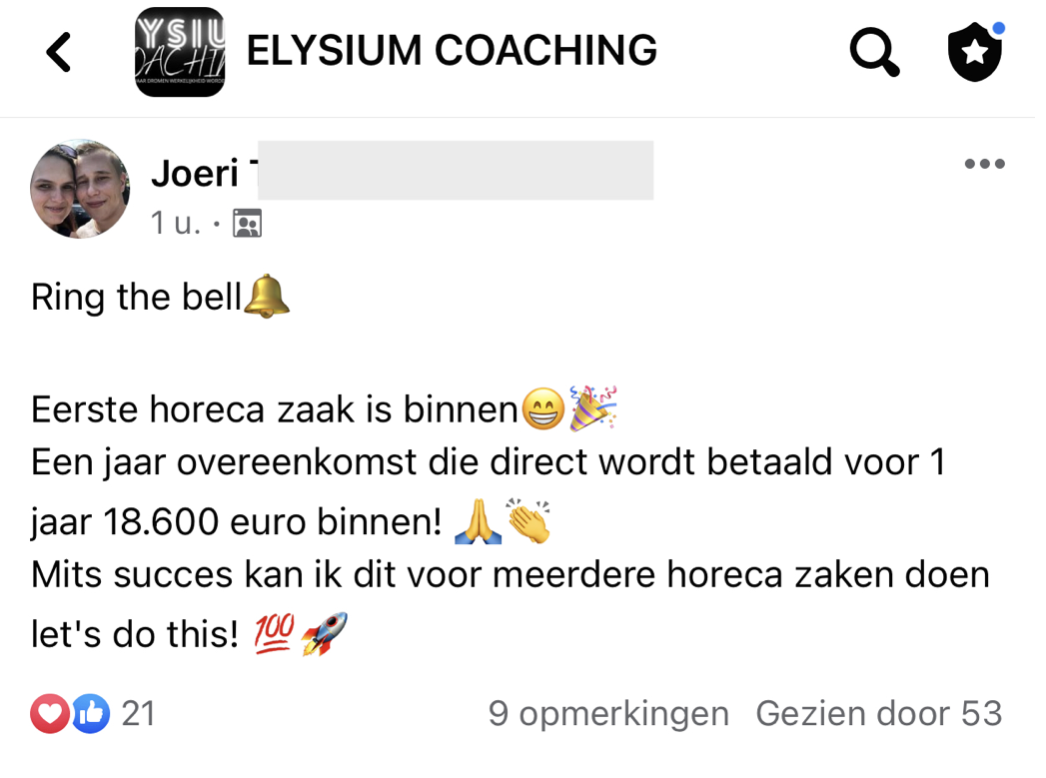 YSIU
OACHIN
ELYSIUM COACHING
Joeri
1 u. ·
Ring the bell🔔
Eerste horeca zaak is binnen😁🎉
Een jaar overeenkomst die direct wordt betaald voor 1
jaar 18.600 euro binnen! 🙏👏
Mits succes kan ik dit voor meerdere horeca zaken doen
let's do this! 💯🚀
21
9 opmerkingen Gezien door 53